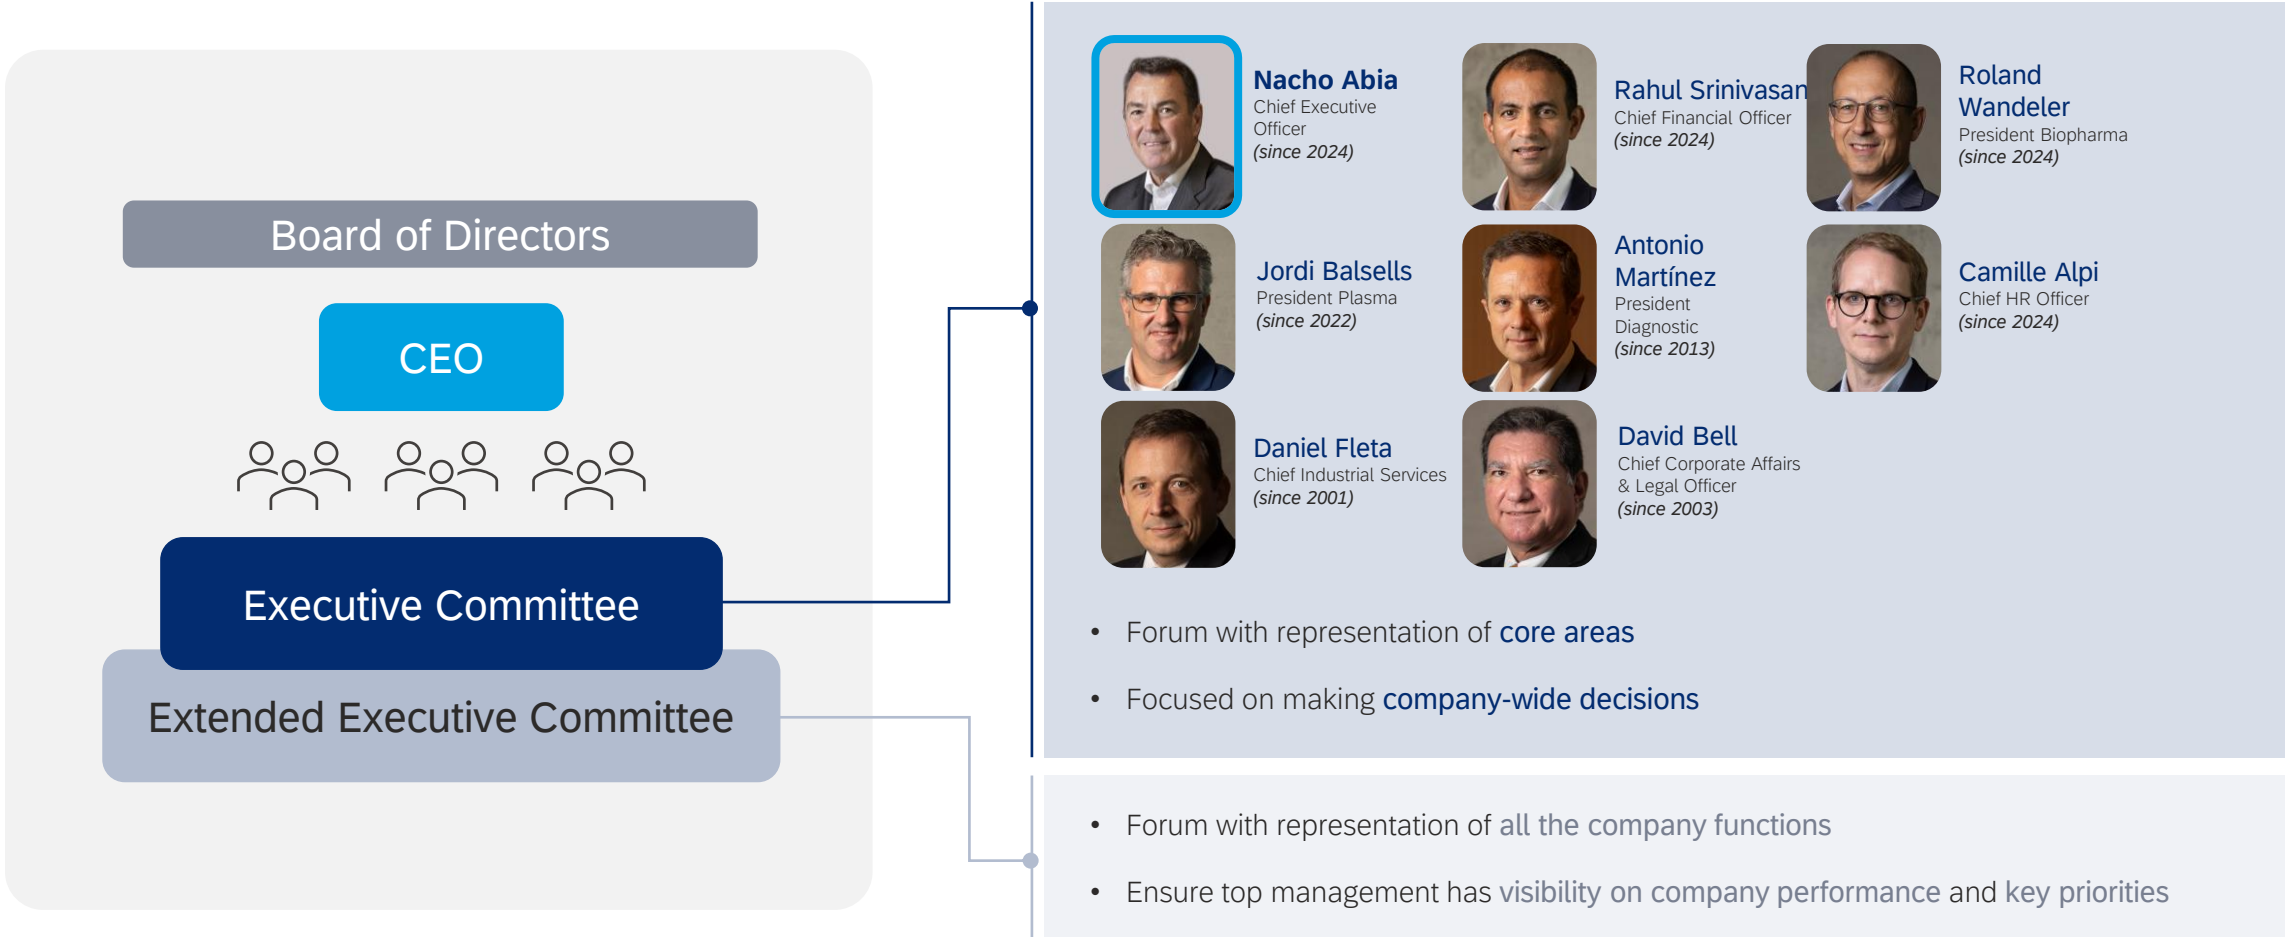 Board of Directors
CEO
Executive Committee
Extended Executive Committee
Nacho Abia
Chief Executive
Officer
(since 2024)
Rahul Srinivasan
Chief Financial Officer
(since 2024)
Roland
Wandeler
President Biopharma
(since 2024)
Jordi Balsells
President Plasma
(since 2022)
Antonio
Martínez
President
Diagnostic
(since 2013)
Camille Alpi
Chief HR Officer
(since 2024)
Daniel Fleta
Chief Industrial Services
(since 2001)
David Bell
Chief Corporate Affairs
& Legal Officer
(since 2003)
• Forum with representation of core areas
• Focused on making company-wide decisions
• Forum with representation of all the company functions
• Ensure top management has visibility on company performance and key priorities